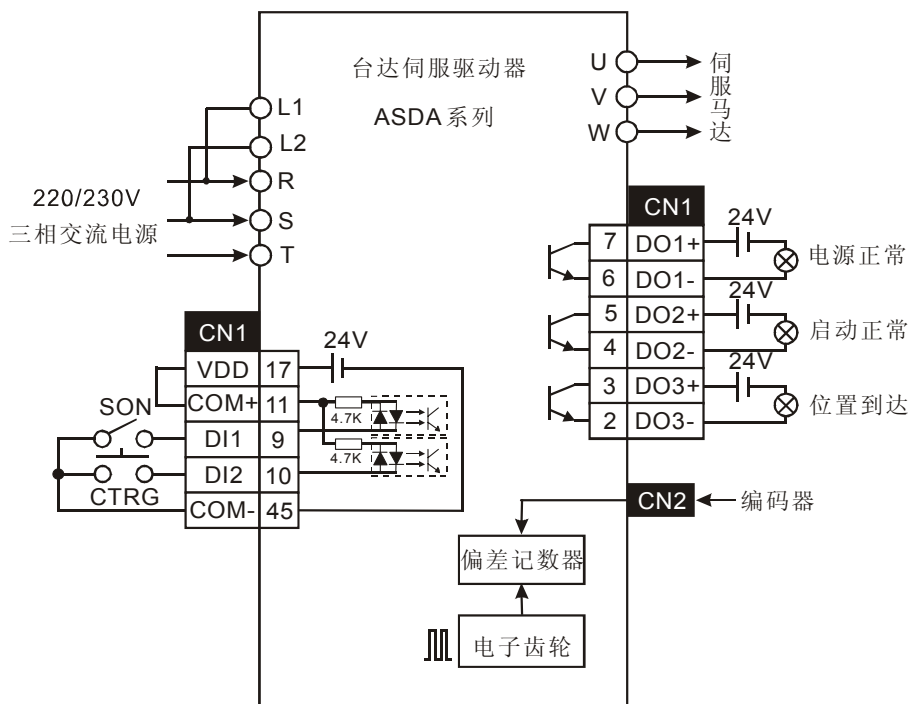 台达伺服驱动器
ASDA系列
L1
L2
R
S
T
220/230V
三相交流电源
U
V
W
伺服马达
CN1
7 DO1+
6 DO1-
5 DO2+
4 DO2-
3 DO3+
2 DO3-
24V
电源正常
24V
启动正常
24V
位置到达
CN1
VDD 17
COM+ 11
DI1 9
DI2 10
COM- 45
24V
SON
CTRG
4.7K
4.7K
CN2
编码器
偏差记数器
电子齿轮